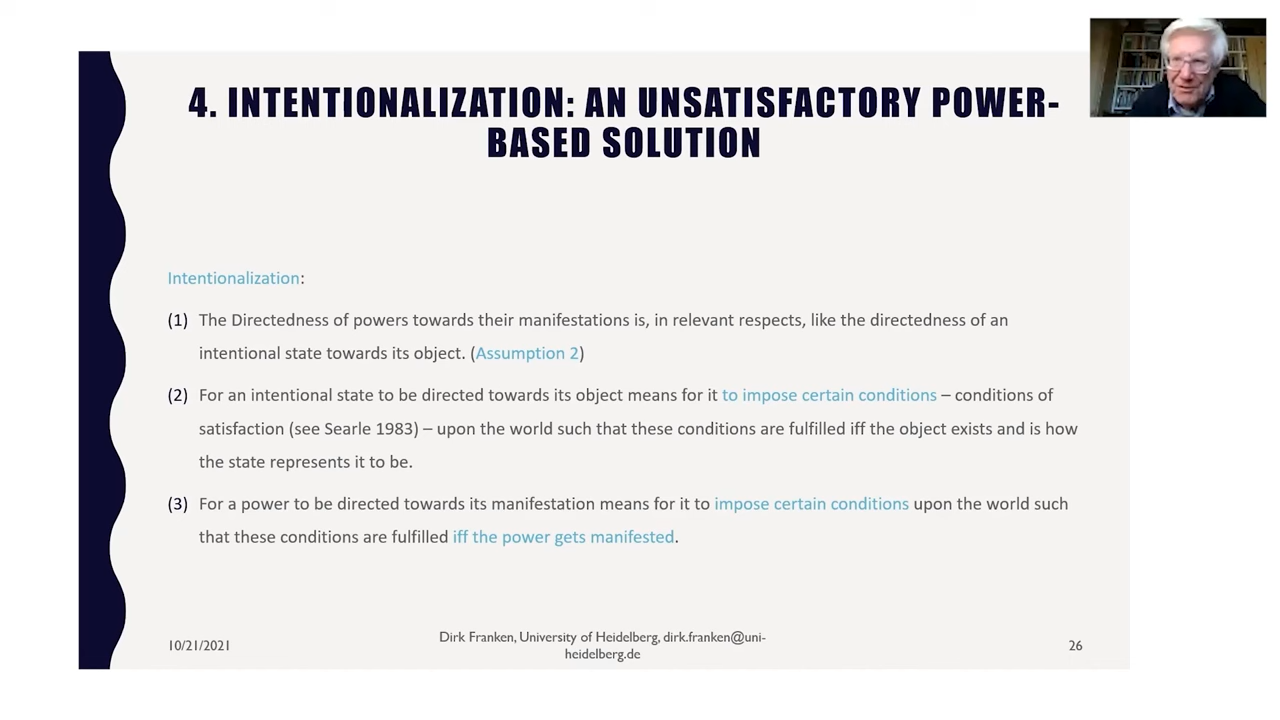 4. INTENTIONALIZATION: AN UNSATISFACTORY POWER-
BASED SOLUTION
Intentionalization:
(1) The Directedness of powers towards their manifestations is, in relevant respects, like the directedness of an
intentional state towards its object. (Assumption 2)
(2) For an intentional state to be directed towards its object means for it to impose certain conditions – conditions of
satisfaction (see Searle 1983) – upon the world such that these conditions are fulfilled iff the object exists and is how
the state represents it to be.
(3) For a power to be directed towards its manifestation means for it to impose certain conditions upon the world such
that these conditions are fulfilled iff the power gets manifested.
10/21/2021
Dirk Franken, University of Heidelberg, dirk.franken@uni-
heidelberg.de
26